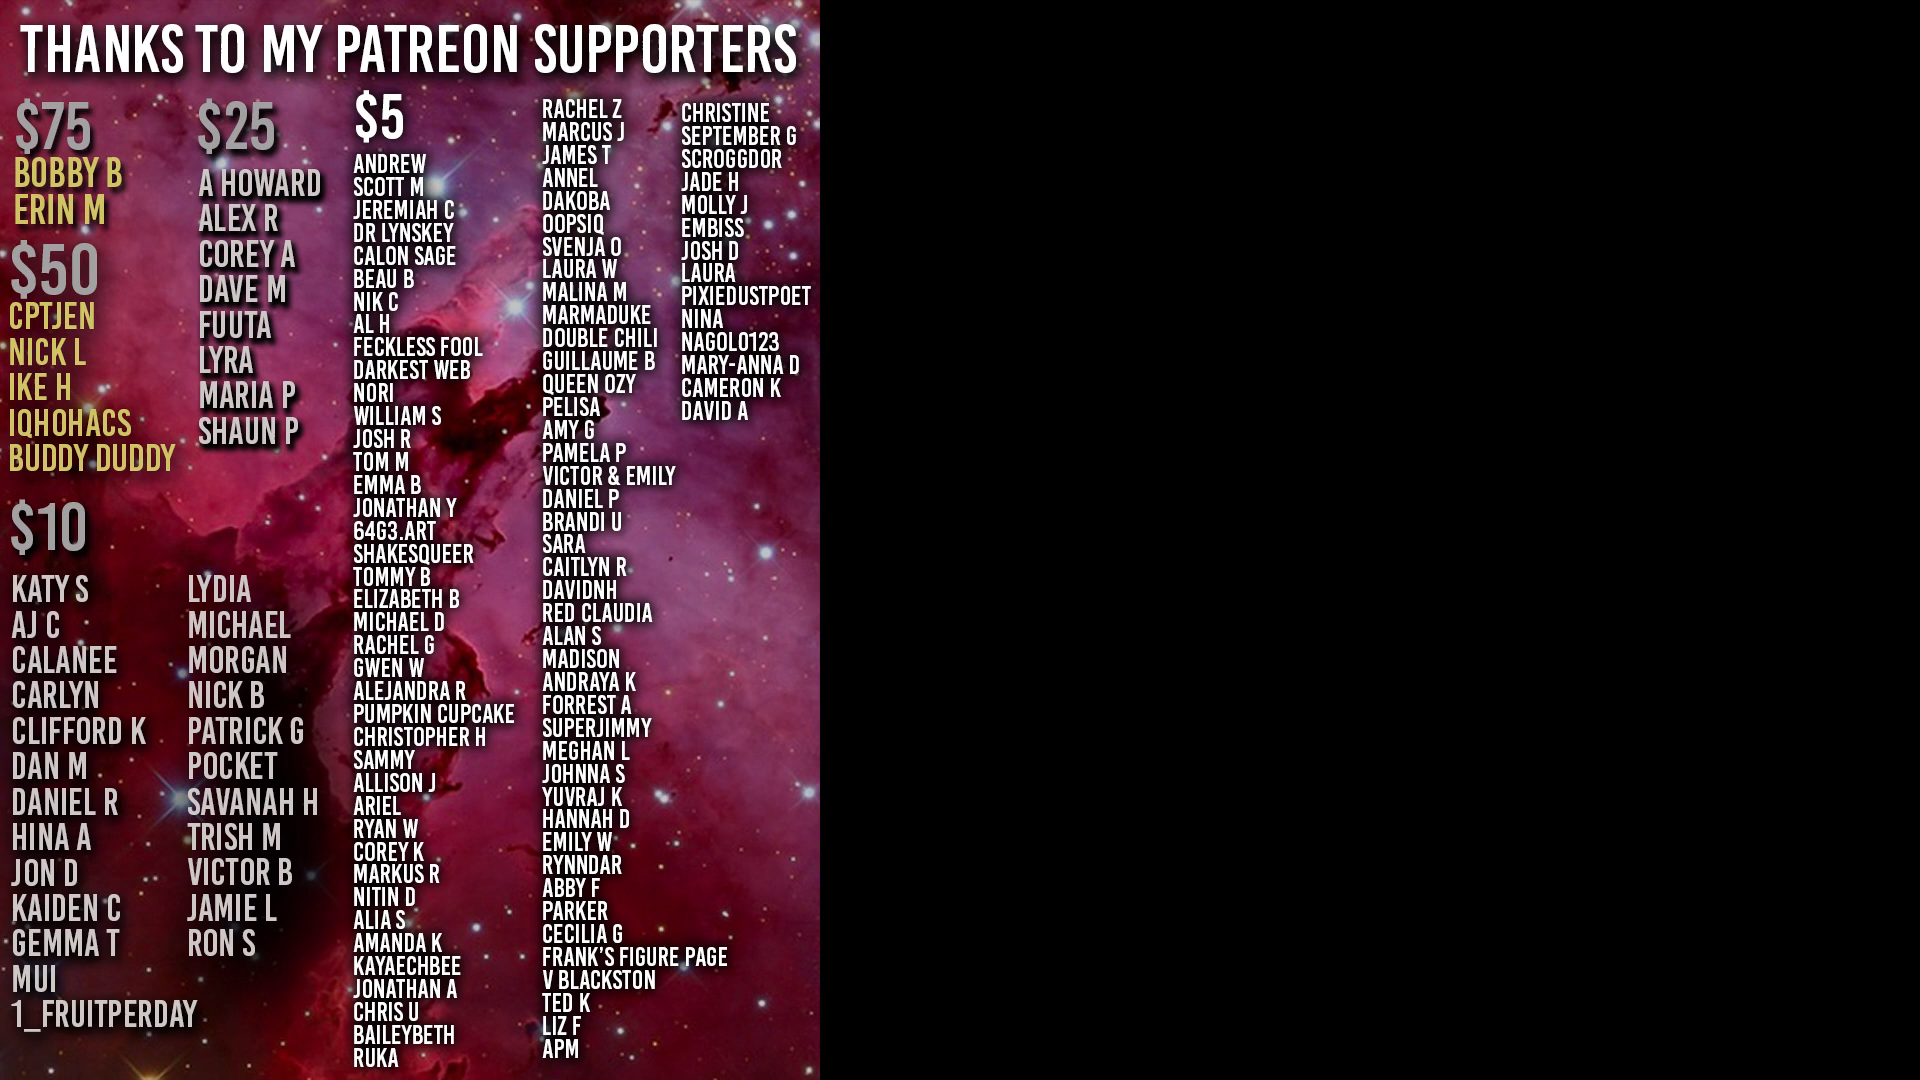 THANKS TO MY PATREON SUPPORTERS
$75
BOBBY B
ERIN M
$50
CPTJEN
NICK L
IKE H
IQHOHACS
BUDDY DUDDY
$25
A HOWARD
ALEX R
COREY A
DAVE M
FUUTA
LYRA
MARIA P
SHAUN P
$10
KATY S
AJ C
CALANEE
CARLYN
CLIFFORD K
DAN M
DANIEL R
HINA A
JON D
KAIDEN C
GEMMA T
MUI
1_FRUITPERDAY
LYDIA
MICHAEL
MORGAN
NICK B
PATRICK G
POCKET
SAVANAH H
TRISH M
VICTOR B
JAMIE L
RON S
$5
ANDREW
SCOTT M
JEREMIAH C
DR LYNSKEY
CALON SAGE
BEAU B
NIK C
AL H
FECKLESS FOOL
DARKEST WEB
NORI
WILLIAM S
JOSH R
TOM M
EMMA B
JONATHAN Y
64G3.ART
SHAKESQUEER
TOMMY B
ELIZABETH B
MICHAEL D
RACHEL G
GWEN W
ALEJANDRA R
PUMPKIN CUPCAKE
CHRISTOPHER H
SAMMY
ALLISON J
ARIEL
RYAN W
COREY K
MARKUS R
NITIN D
ALIA S
AMANDA K
KAYAECHBEE
JONATHAN A
CHRIS U
BAILEYBETH
RUKA
RACHEL Z
MARCUS J
JAMES T
ANNEL
DAKOBA
OOPSIQ
SVENJA O
LAURA W
MALINA M
MARMADUKE
DOUBLE CHILI
GUILLAUME B
QUEEN OZY
PELISA
AMY G
PAMELA P
VICTOR & EMILY
DANIEL P
BRANDI U
SARA
CAITLYN R
DAVIDNH
RED CLAUDIA
ALAN S
MADISON
ANDRAYA K
FORREST A
SUPERJIMMY
MEGHAN L
JOHNNA S
YUVRAJ K
HANNAH D
EMILY W
RYNNDAR
ABBY F
PARKER
CECILIA G
FRANK'S FIGURE PAGE
V BLACKSTON
TED K
LIZ F
APM
CHRISTINE
SEPTEMBER G
SCROGGDOR
JADE H
MOLLY J
EMBISS
JOSH D
LAURA
PIXIEDUSTPOET
NINA
NAGOLO123
MARY-ANNA D
CAMERON K
DAVID A